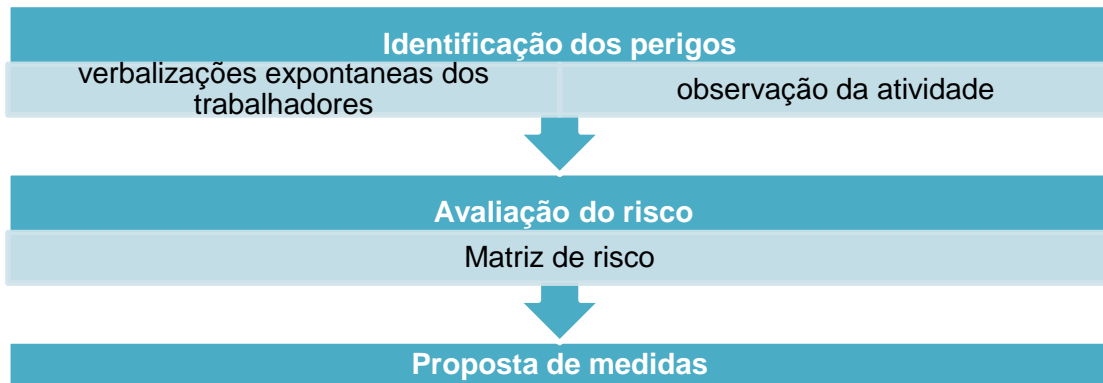 Identificação dos perigos
verbalizações expontaneas dos
trabalhadores
observação da atividade
Avaliação do risco
Matriz de risco
Proposta de medidas